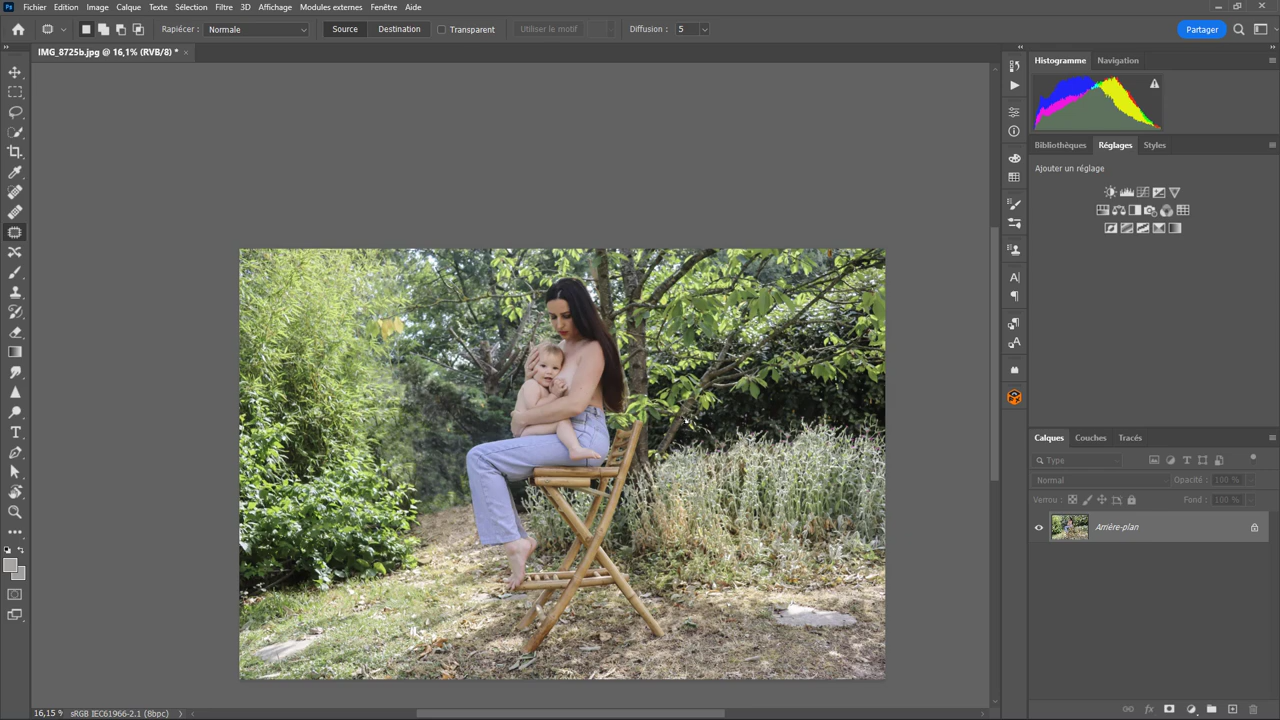 Ps Fichier Edition Image Calque Texte Sélection Filtre 3D Affichage Modules externes Fenêtre Aide
Rapiécer : Normale Source Destination Transparent Utiliser le motif Diffusion : 5 Partager
IMG_8725b.jpg @ 16,1% (RVB/8) * ×
Histogramme Navigation
Bibliothèques Réglages Styles
Ajouter un réglage
Calques Couches Tracés
Type
Normal Opacité : 100 %
Verrou : Fond : 100 %
Arrière-plan
16,15 % sRGB IEC61966-2.1 (8bpc)